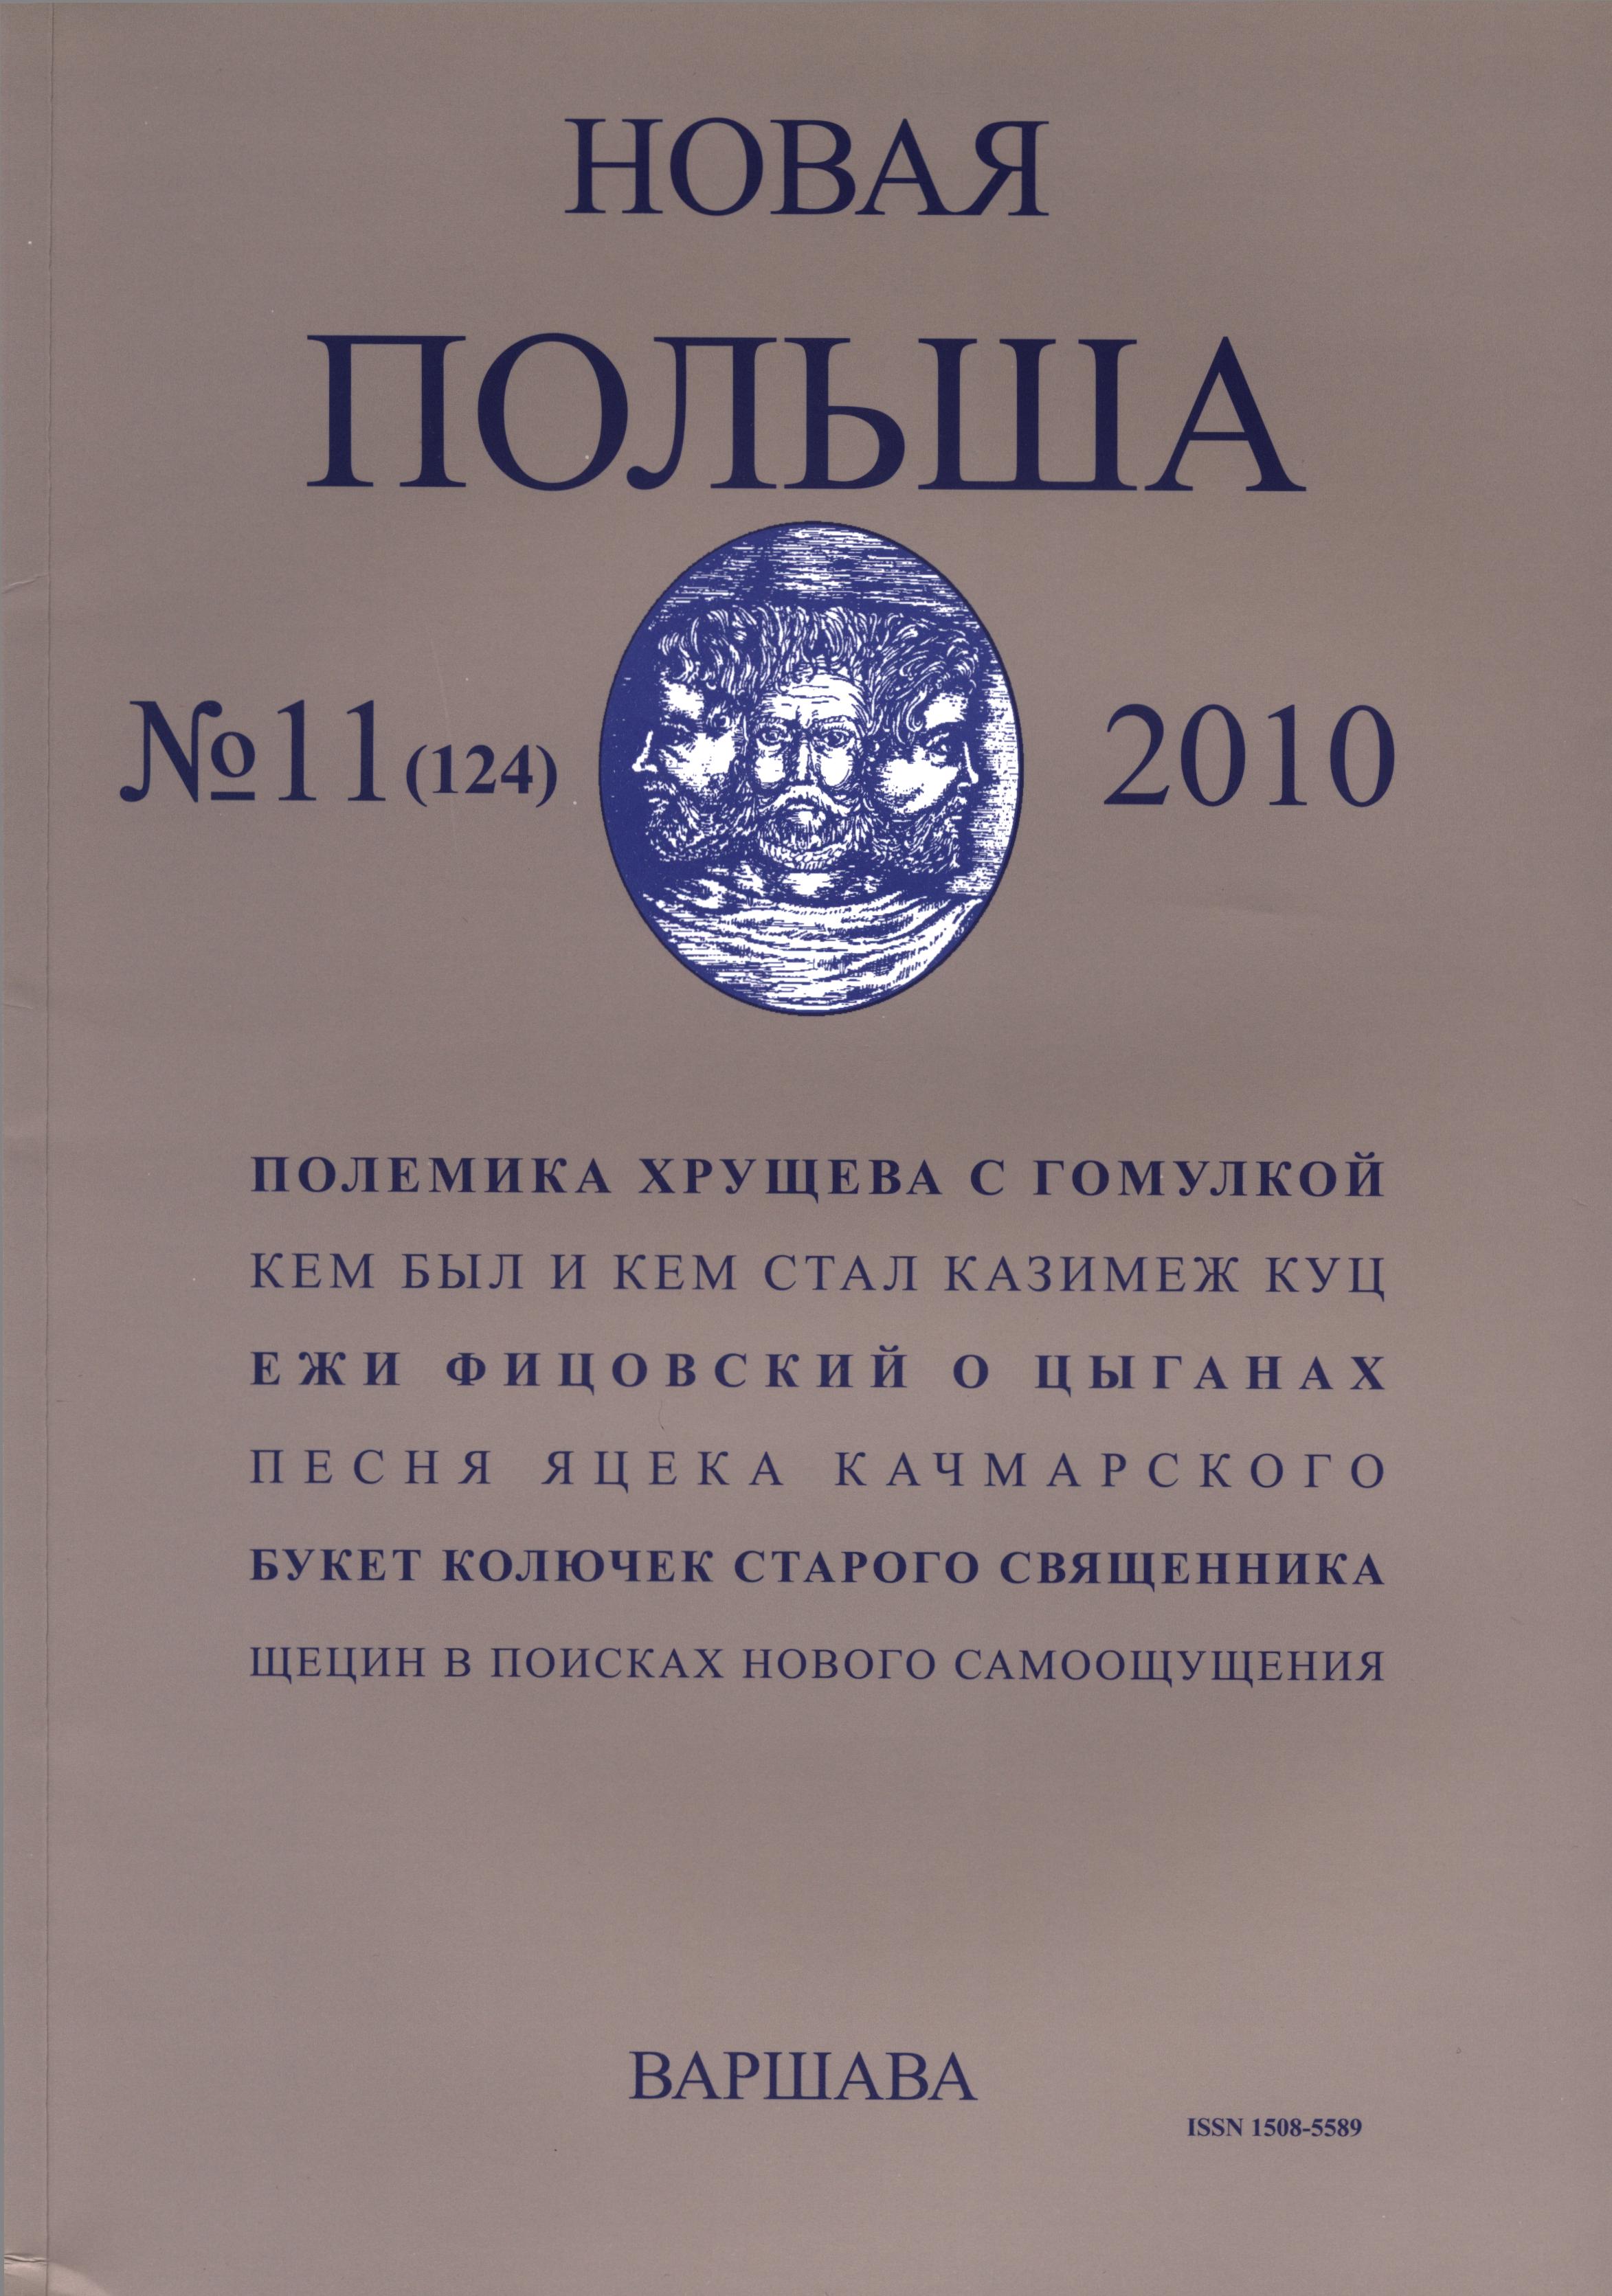 НОВАЯ
ПОЛЬША
№11(124) 2010
ПОЛЕМИКА ХРУЩЕВА С ГОМУЛКОЙ
КЕМ БЫЛ И КЕМ СТАЛ КАЗИМЕЖ КУЦ
ЕЖИ ФИЦОВСКИЙ О ЦЫГАНАХ
ПЕСНЯ ЯЦЕКА КАЧМАРСКОГО
БУКЕТ КОЛЮЧЕК СТАРОГО СВЯЩЕННИКА
ЩЕЦИН В ПОИСКАХ НОВОГО САМООЩУЩЕНИЯ
ВАРШАВА
ISSN 1508-5589